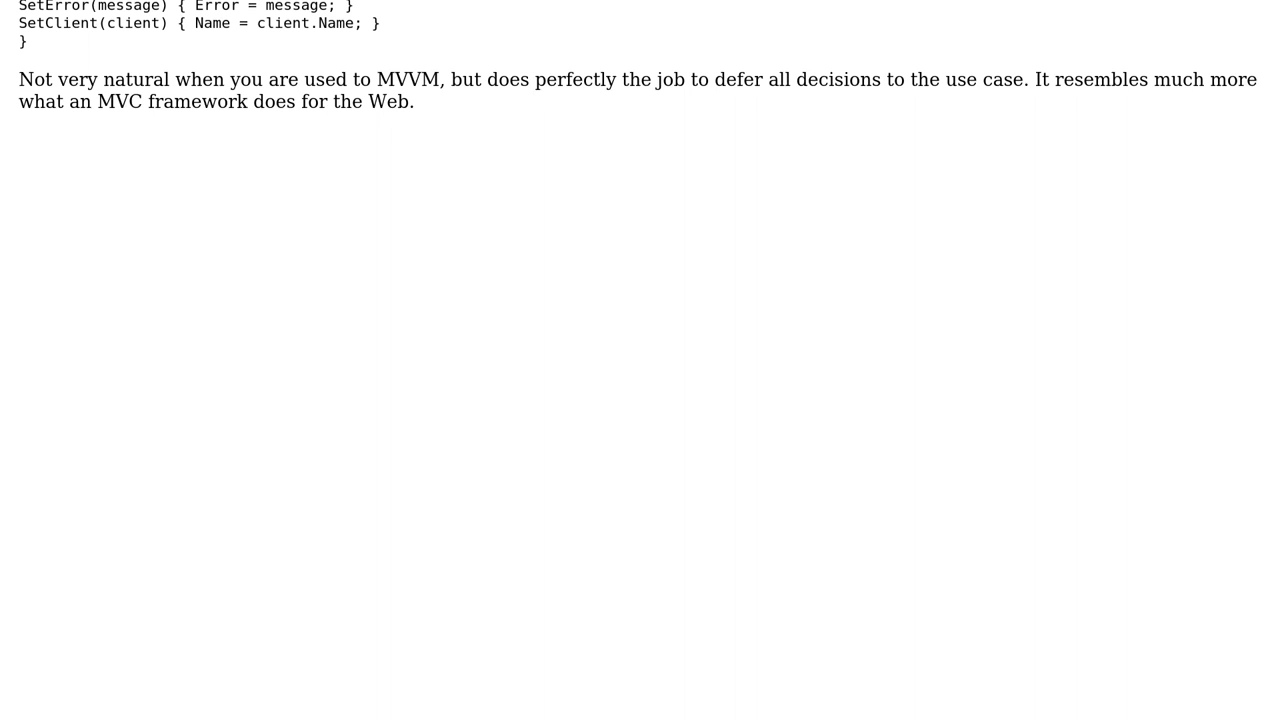 SetError(message) { Error = message; }
SetClient(client) { Name = client.Name; }
}
Not very natural when you are used to MVVM, but does perfectly the job to defer all decisions to the use case. It resembles much more
what an MVC framework does for the Web.